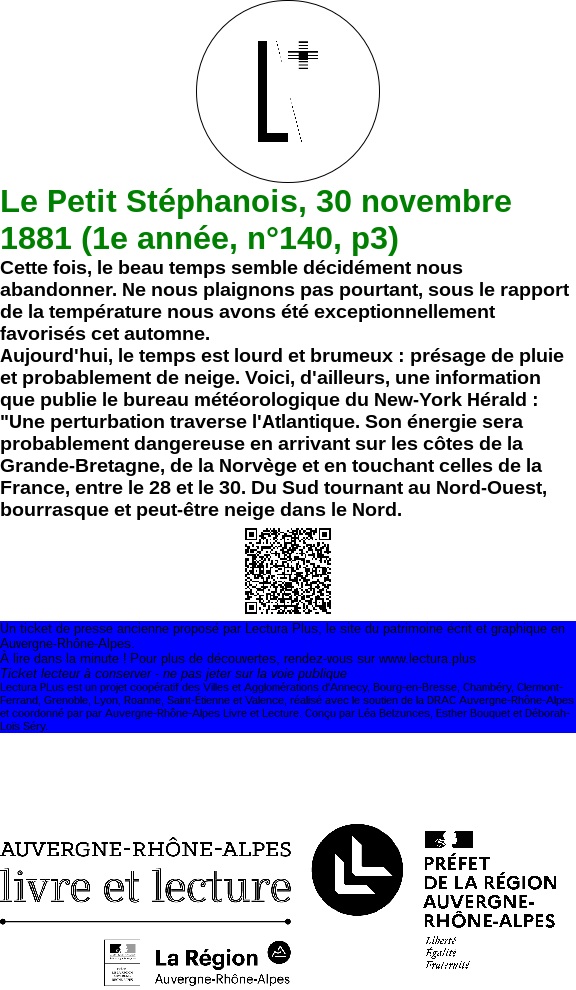 L+
Le Petit Stéphanois, 30 novembre
1881 (1e année, n°140, p3)
Cette fois, le beau temps semble décidément nous
abandonner. Ne nous plaignons pas pourtant, sous le rapport
de la température nous avons été exceptionnellement
favorisés cet automne.
Aujourd'hui, le temps est lourd et brumeux : présage de pluie
et probablement de neige. Voici, d'ailleurs, une information
que publie le bureau météorologique du New-York Hérald :
"Une perturbation traverse l'Atlantique. Son énergie sera
probablement dangereuse en arrivant sur les côtes de la
Grande-Bretagne, de la Norvège et en touchant celles de la
France, entre le 28 et le 30. Du Sud tournant au Nord-Ouest,
bourrasque et peut-être neige dans le Nord.
Un ticket de presse ancienne proposé par Lectura Plus, le site du patrimoine écrit et graphique en
Auvergne-Rhône-Alpes
A lire dans la minute ! Pour plus de découvertes, rendez-vous sur www.lectura.plus
Ticket lecteur à conserver - ne pas jeter sur la voie publique
Lectura PLus est un projet coopératif des Villes et Agglomérations d'Annecy, Bourg-en-Bresse, Chambéry, Clermont-
Ferrand, Grenoble, Lyon, Roanne, Saint-Etienne et Valence, réalisé avec le soutien de la DRAC Auvergne-Rhône-Alpes
et coordonné par par Auvergne-Rhône-Alpes Livre et Lecture. Conçu par Léa Belzunons, Esther Bouquet et Déborah-
Loïs Séry.
AUVERGNE-RHÔNE-ALPES
livre et lecture
PRÉFET
DE LA RÉGION
AUVERGNE-
RHÔNE-ALPES
Liberté
Égalité
Fraternité
La Région
Auvergne-Rhône-Alpes